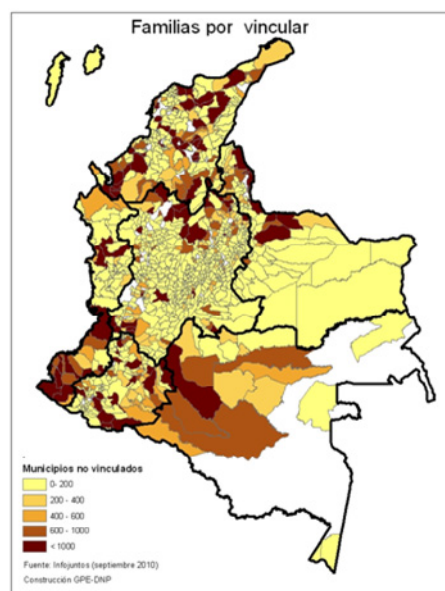 Familias por vincular
Municipios no vinculados
0- 200
200 - 400
400 - 600
600 - 1000
< 1000
Fuente: Infojuntos (septiembre 2010)
Construcción GPE-DNP